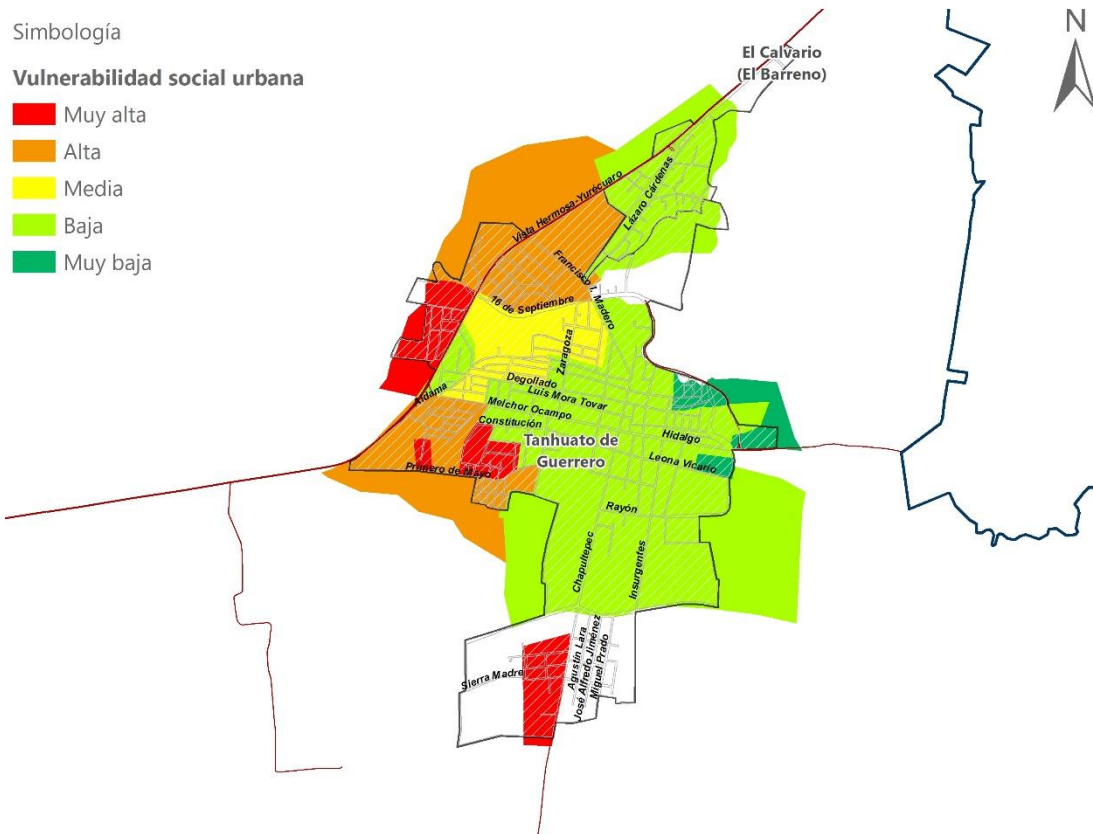 Simbología
Vulnerabilidad social urbana
Muy alta
Alta
Media
Baja
Muy baja
N
El Calvario
(El Barreno)
Vista Hermosa-Yurécuaro
Lázaro Cárdenas
Francisco I. Madero
16 de Septiembre
Zaragoza
Degollado
Aldama
Luis Mora Tovar
Melchor Ocampo
Constitución
Hidalgo
Tanhuato de
Guerrero
Leona Vicario
Primero de Mayo
Rayón
Chapultepec
Insurgentes
Sierra Madre
Agustín Lara
José Alfredo Jiménez
Miguel Prado